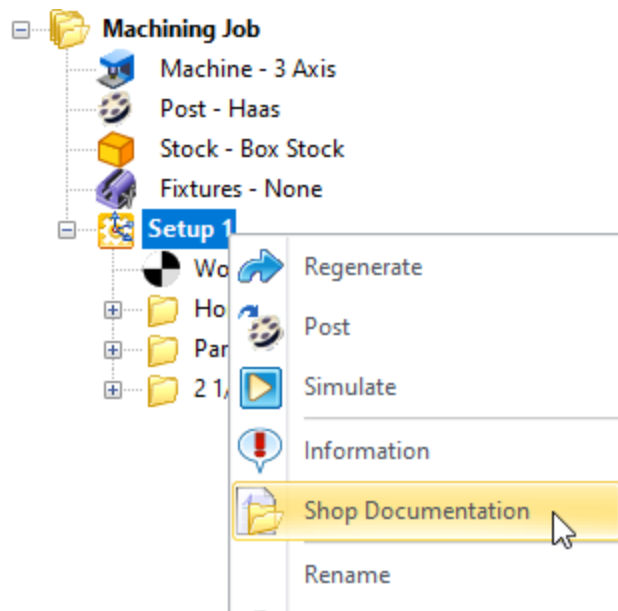 Machining Job
Machine - 3 Axis
Post - Haas
Stock - Box Stock
Fixtures - None
Setup 1
Regenerate
Post
Simulate
Information
Shop Documentation
Rename